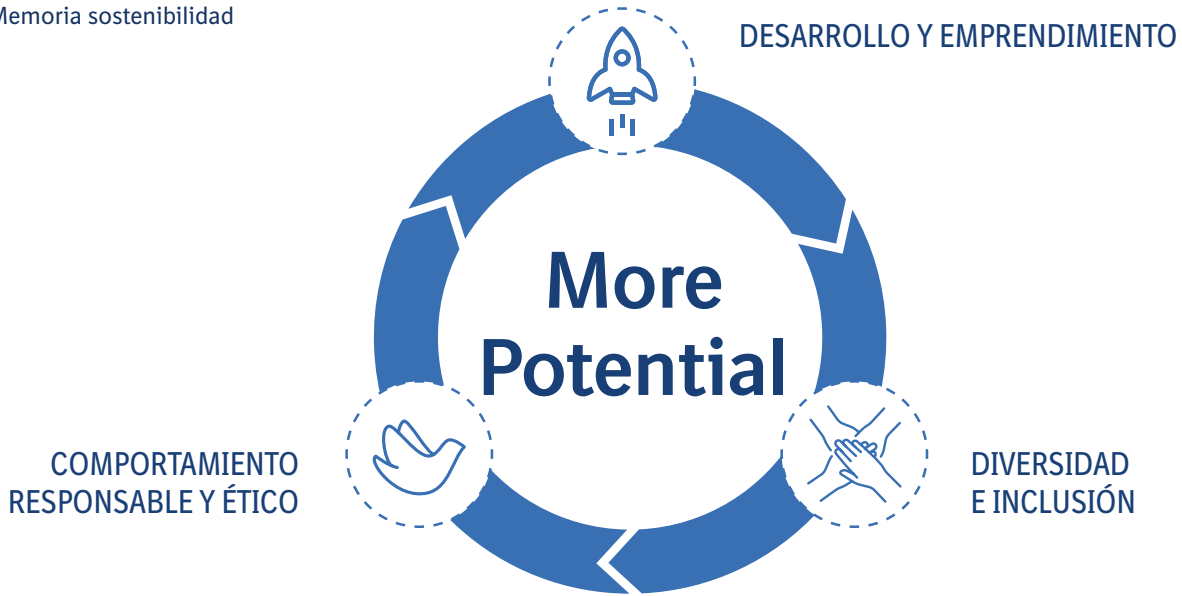 Memoria sostenibilidad
DESARROLLO Y EMPRENDIMIENTO
More
Potential
COMPORTAMIENTO
RESPONSABLE Y ÉTICO
DIVERSIDAD
E INCLUSIÓN